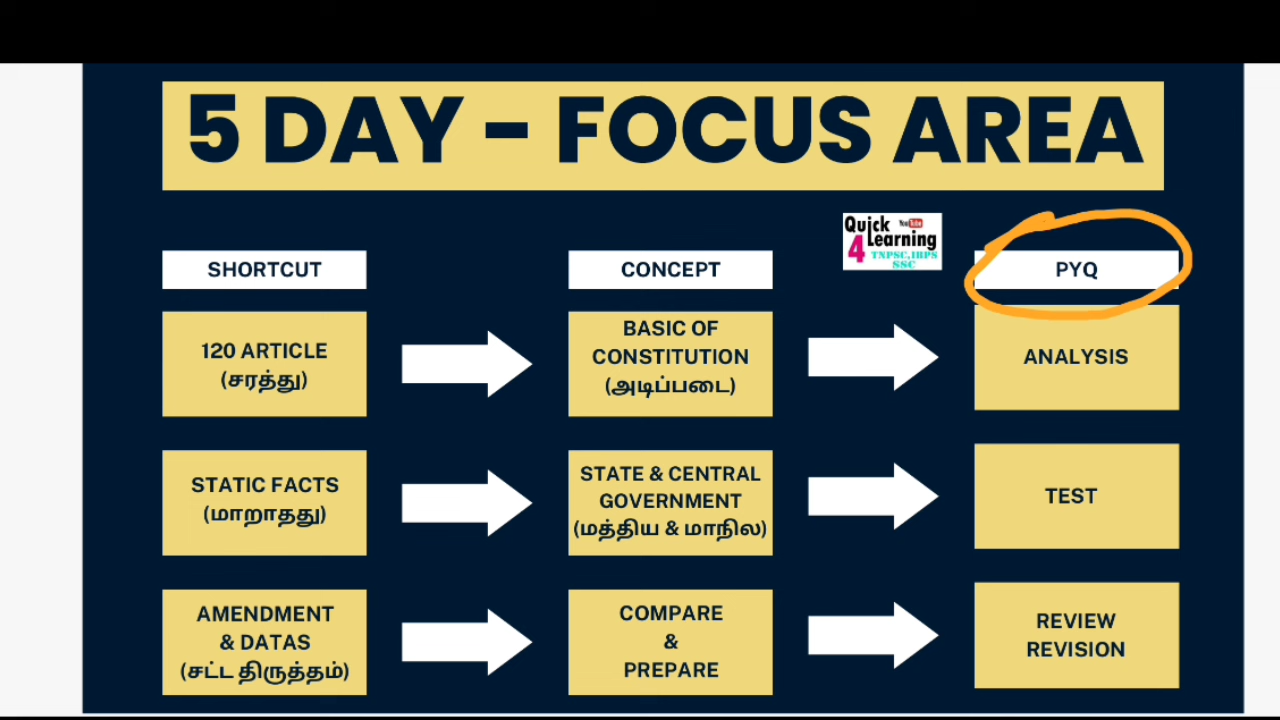 5 DAY - FOCUS AREA
Quick YouTube
4 Learning
TNPSC,IBPS
SSC
SHORTCUT
CONCEPT
PYQ
120 ARTICLE
(சரத்து)
BASIC OF
CONSTITUTION
(அடிப்படை)
ANALYSIS
STATIC FACTS
(மாறாதது)
STATE & CENTRAL
GOVERNMENT
(மத்திய & மாநில)
TEST
AMENDMENT
& DATAS
(சட்ட திருத்தம்)
COMPARE
&
PREPARE
REVIEW
REVISION